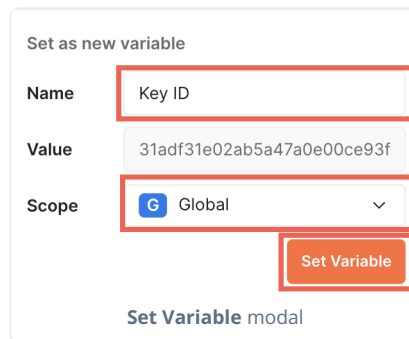 Set as new variable
Name Key ID
Value 31adf31e02ab5a47a0e00ce93f
Scope G Global
Set Variable
Set Variable modal